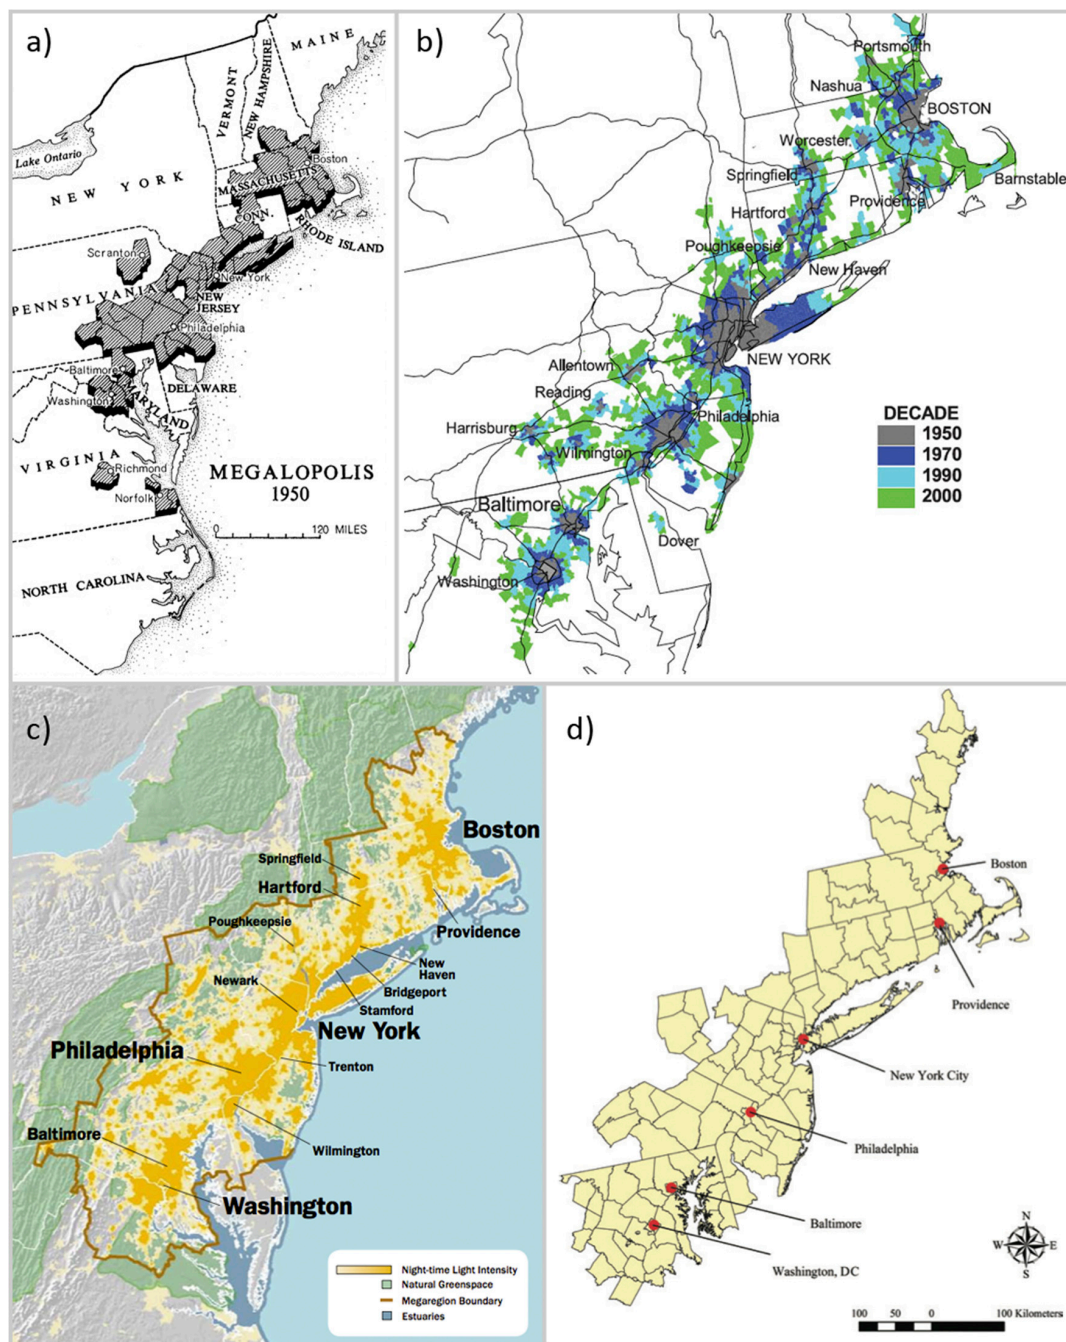 a)
MAINE
VERMONT
NEW HAMPSHIRE
Lake Ontario
NEW YORK
Boston
MASSACHUSETTS
CONN.
RHODE ISLAND
Scranton
New York
PENNSYLVANIA
NEW
JERSEY
Philadelphia
Baltimore
DELAWARE
Washington
MARYLAND
VIRGINIA
Richmond
MEGALOPOLIS
1950
Norfolk
0 120 MILES
NORTH CAROLINA
b)
Portsmouth
Nashua
BOSTON
Worcester
Springfield
Barnstable
Hartford
Providence
Poughkeepsie
New Haven
NEW YORK
Allentown
Reading
Philadelphia
Harrisburg
Wilmington
DECADE
1950
1970
1990
2000
Baltimore
Dover
Washington
c)
Boston
Springfield
Hartford
Poughkeepsie
Providence
New
Haven
Newark
Bridgeport
Stamford
New York
Philadelphia
Trenton
Baltimore
Wilmington
Washington
Night-time Light Intensity
Natural Greenspace
Megaregion Boundary
Estuaries
d)
Boston
Providence
New York City
Philadelphia
Baltimore
Washington, DC
N
W E
S
100 50 0 100 Kilometers